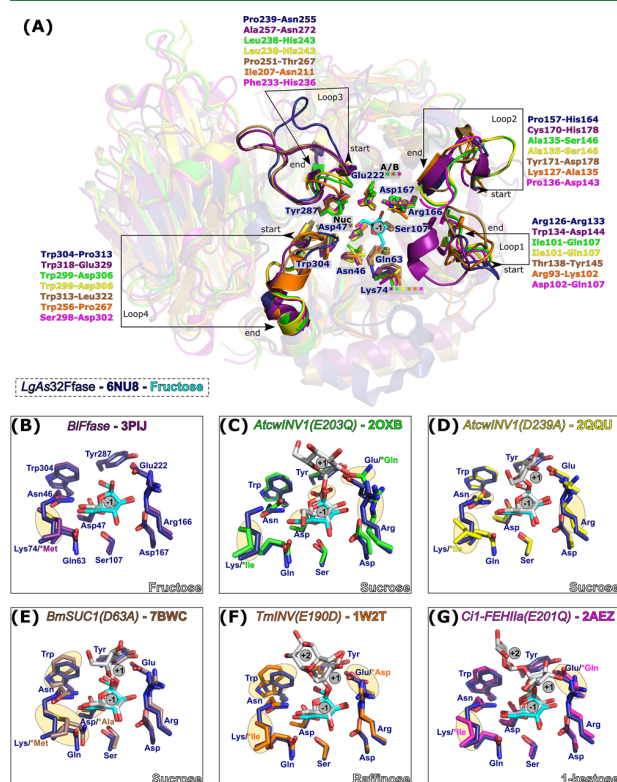 (A)
Pro239-Asn255
Ala257-Asn272
Leu238-His243
Leu238-His243
Pro251-Thr267
Ile207-Asn211
Phe233-His236
Loop3
Loop2
end
start
A/B
Glu222 ***
Asp167
Pro157-His164
Cys170-His178
Ala135-Ser146
Ala135-Ser146
Tyr171-Asp178
Lys127-Ala135
Pro136-Asp143
end
start
Tyr287
Nuc
Asp47*
-1
Arg166
Ser107
start
Loop1
start
end
Arg126-Arg133
Trp134-Asp144
Ile101-Gln107
Ile101-Gln107
Thr138-Tyr145
Arg93-Lys102
Asp102-Gln107
Trp304
Asn46
Gln63
Lys74
Trp304-Pro313
Trp318-Glu329
Trp299-Asp306
Trp299-Asp306
Trp313-Leu322
Trp256-Pro267
Ser298-Asp302
Loop4
end
LgAs32Ffase - 6NU8 - Fructose
(B) BlFfase - 3PIJ
Tyr287
Trp304
Glu222
Asn46
-1
Asp47
Arg166
Lys74/*Met
Gln63
Ser107
Asp167
Fructose
(C) AtcwINV1(E203Q) - 2OXB
+1
Tyr
Glu/*Gln
Trp
Asn
-1
Asp
Arg
Lys/*Ile
Gln
Ser
Asp
Sucrose
(D) AtcwINV1(D239A) - 2QQU
Tyr
+1
Glu
Trp
Asn
-1
Arg
Lys/*Ile
Gln
Ser
Asp
Sucrose
(E) BmSUC1(D63A) - 7BWC
Tyr
Trp
+1
Glu
Asn
-1
Asp/*Ala
Arg
Lys/*Met
Gln
Ser
Asp
Sucrose
(F) TmINV(E190D) - 1W2T
+2
Tyr
+1
Trp
Glu/*Asp
Asn
-1
Asp
Arg
Lys/*Ile
Gln
Ser
Asp
Raffinose
(G) Ci1-FEHIIa(E201Q) - 2AEZ
+2
Tyr
Trp
+1
Glu/*Gln
Asn
-1
Asp
Arg
Lys/*Ile
Gln
Ser
Asp
1-kestose